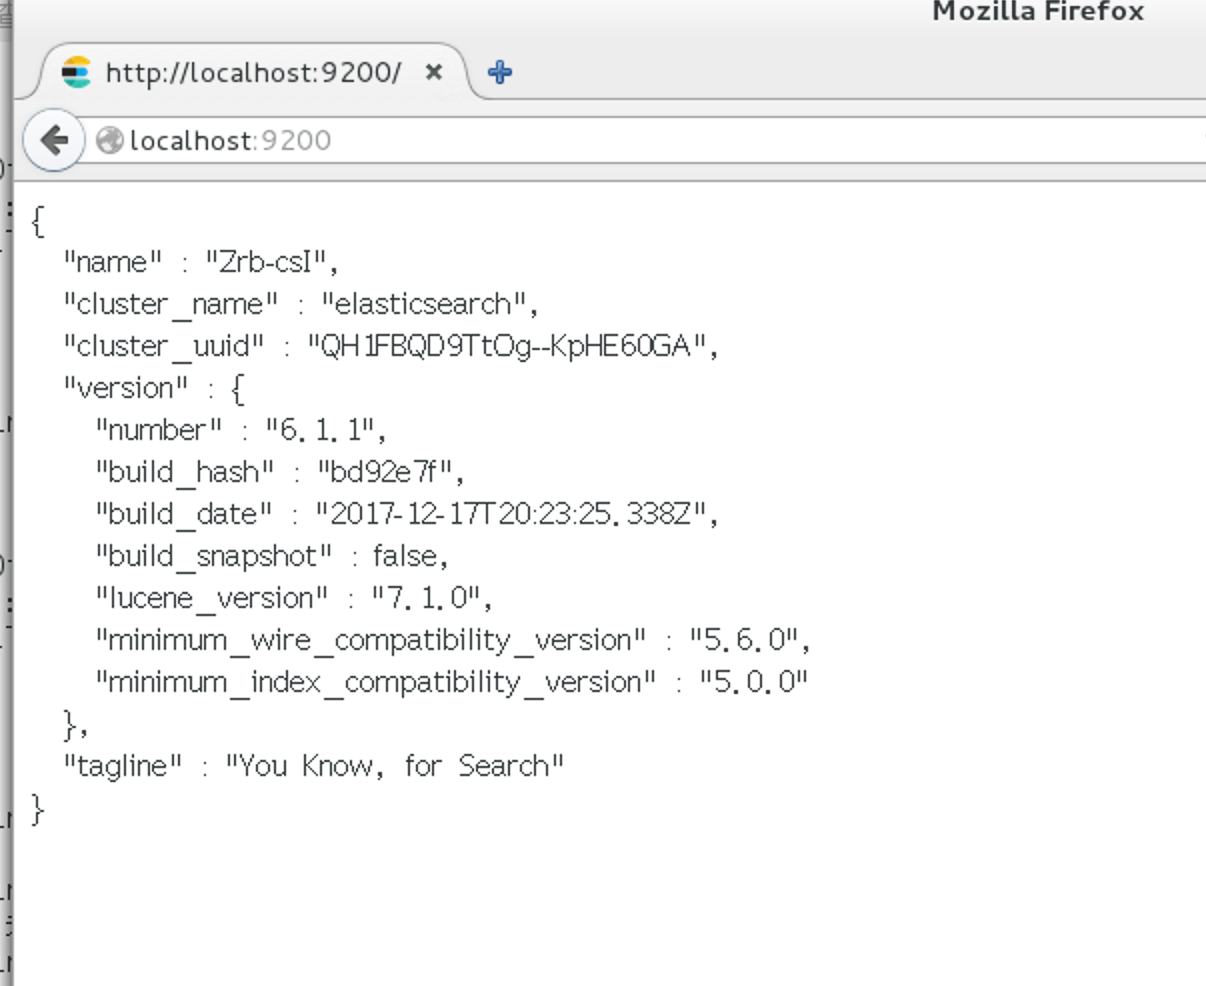 Mozilla Firefox
http://localhost:9200/
localhost:9200
{
  "name" : "Zrb-csI",
  "cluster_name" : "elasticsearch",
  "cluster_uuid" : "QH1FBQD9TtOg--KpHE60GA",
  "version" : {
    "number" : "6.1.1",
    "build_hash" : "bd92e7f",
    "build_date" : "2017-12-17T20:23:25.338Z",
    "build_snapshot" : false,
    "lucene_version" : "7.1.0",
    "minimum_wire_compatibility_version" : "5.6.0",
    "minimum_index_compatibility_version" : "5.0.0"
  },
  "tagline" : "You Know, for Search"
}